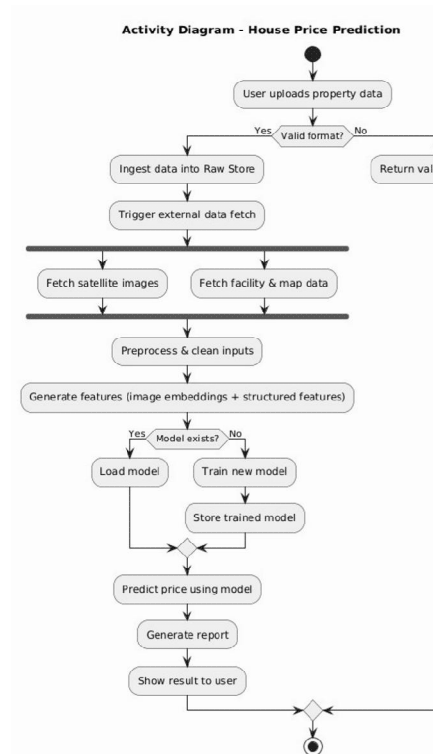 Activity Diagram - House Price Prediction
User uploads property data
Yes
Valid format?
No
Ingest data into Raw Store
Return val
Trigger external data fetch
Fetch satellite images
Fetch facility & map data
Preprocess & clean inputs
Generate features (image embeddings + structured features)
Yes
Model exists?
No
Load model
Train new model
Store trained model
Predict price using model
Generate report
Show result to user